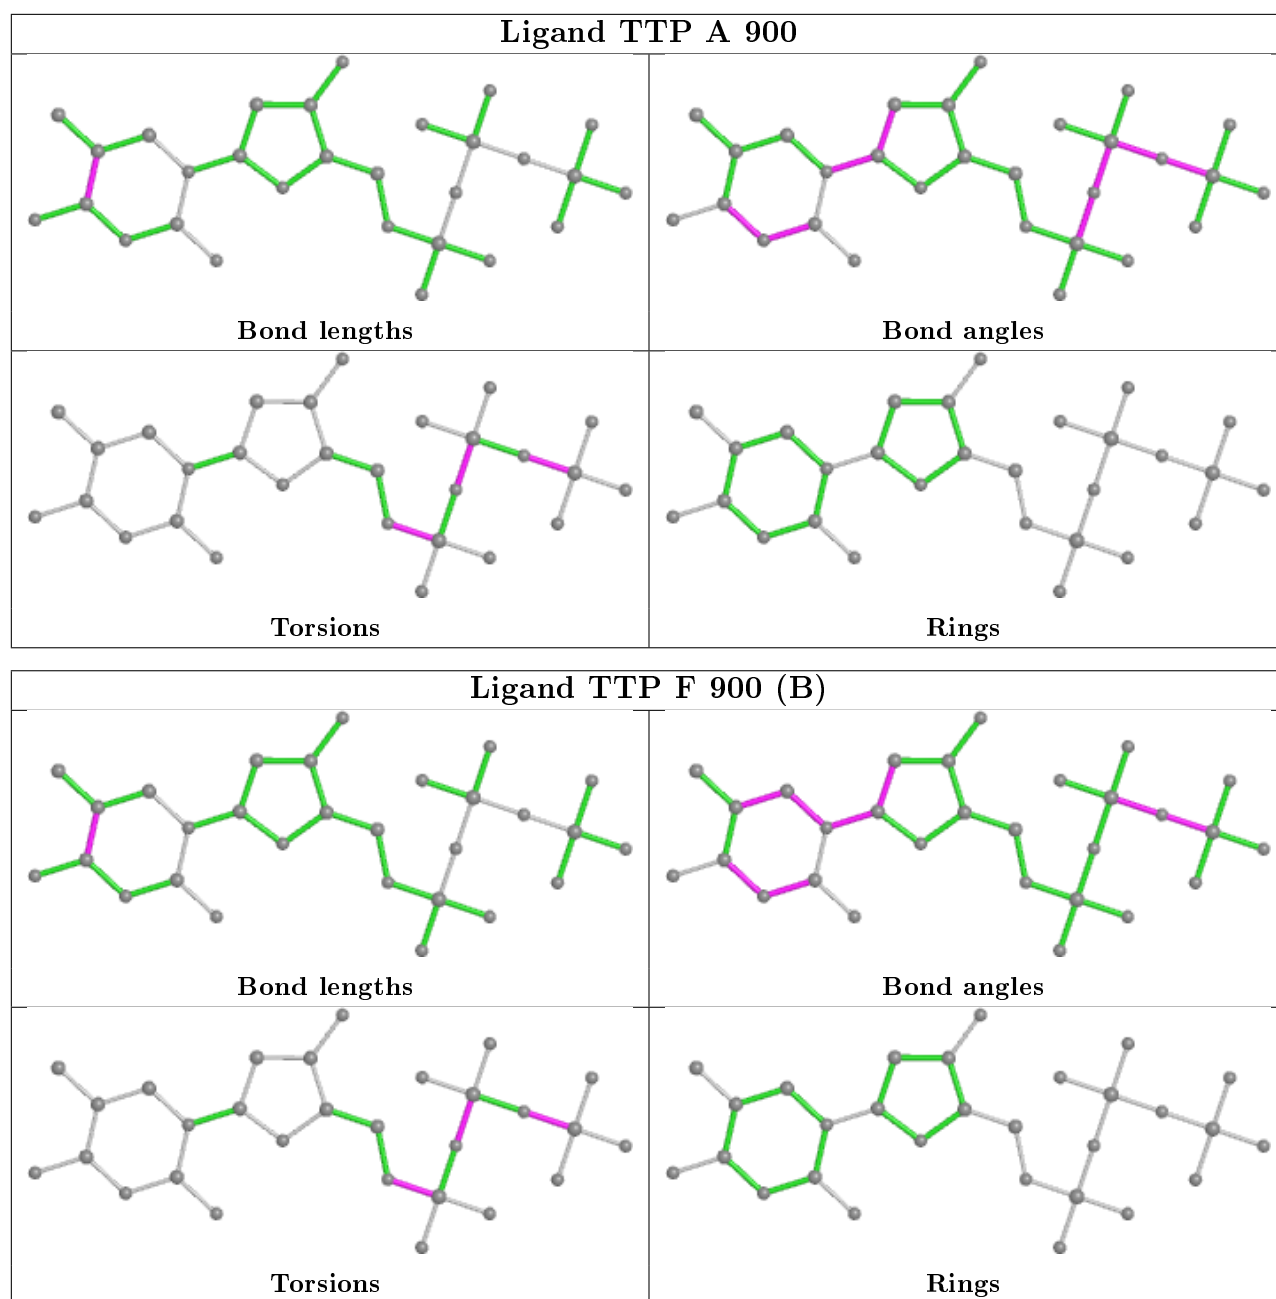 Ligand TTP A 900
Bond lengths
Bond angles
Torsions
Rings
Ligand TTP F 900 (B)
Bond lengths
Bond angles
Torsions
Rings